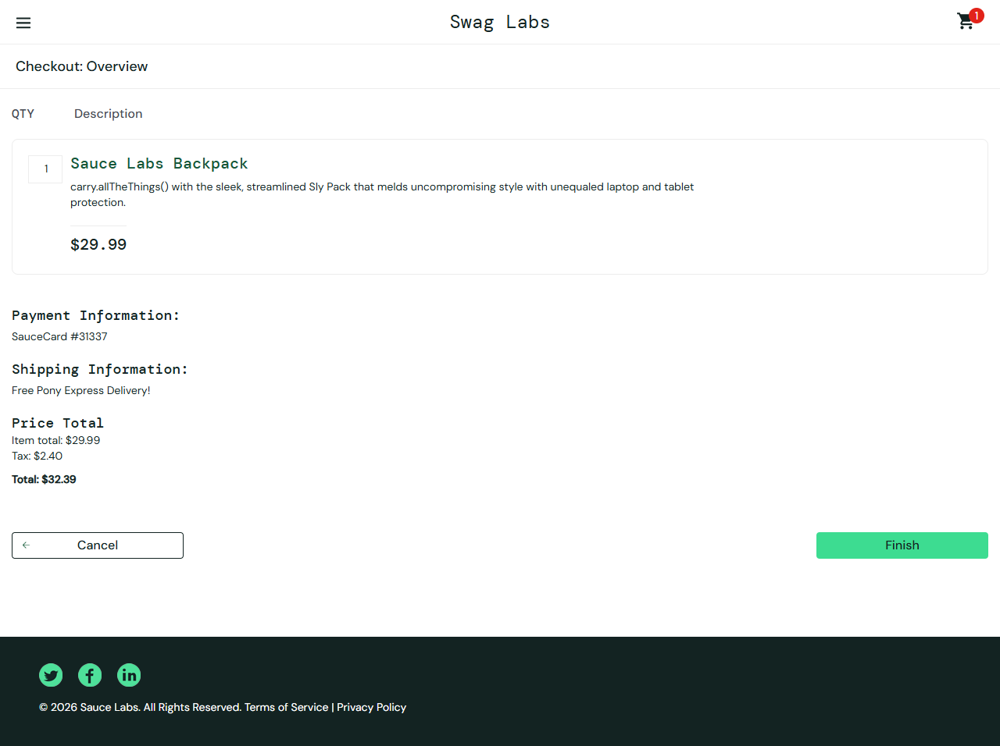 Swag Labs
1
Checkout: Overview
QTY Description
1
Sauce Labs Backpack
carry.allTheThings() with the sleek, streamlined Sly Pack that melds uncompromising style with unequaled laptop and tablet
protection.
$29.99
Payment Information:
SauceCard #31337
Shipping Information:
Free Pony Express Delivery!
Price Total
Item total: $29.99
Tax: $2.40
Total: $32.39
Cancel
Finish
© 2026 Sauce Labs. All Rights Reserved. Terms of Service | Privacy Policy